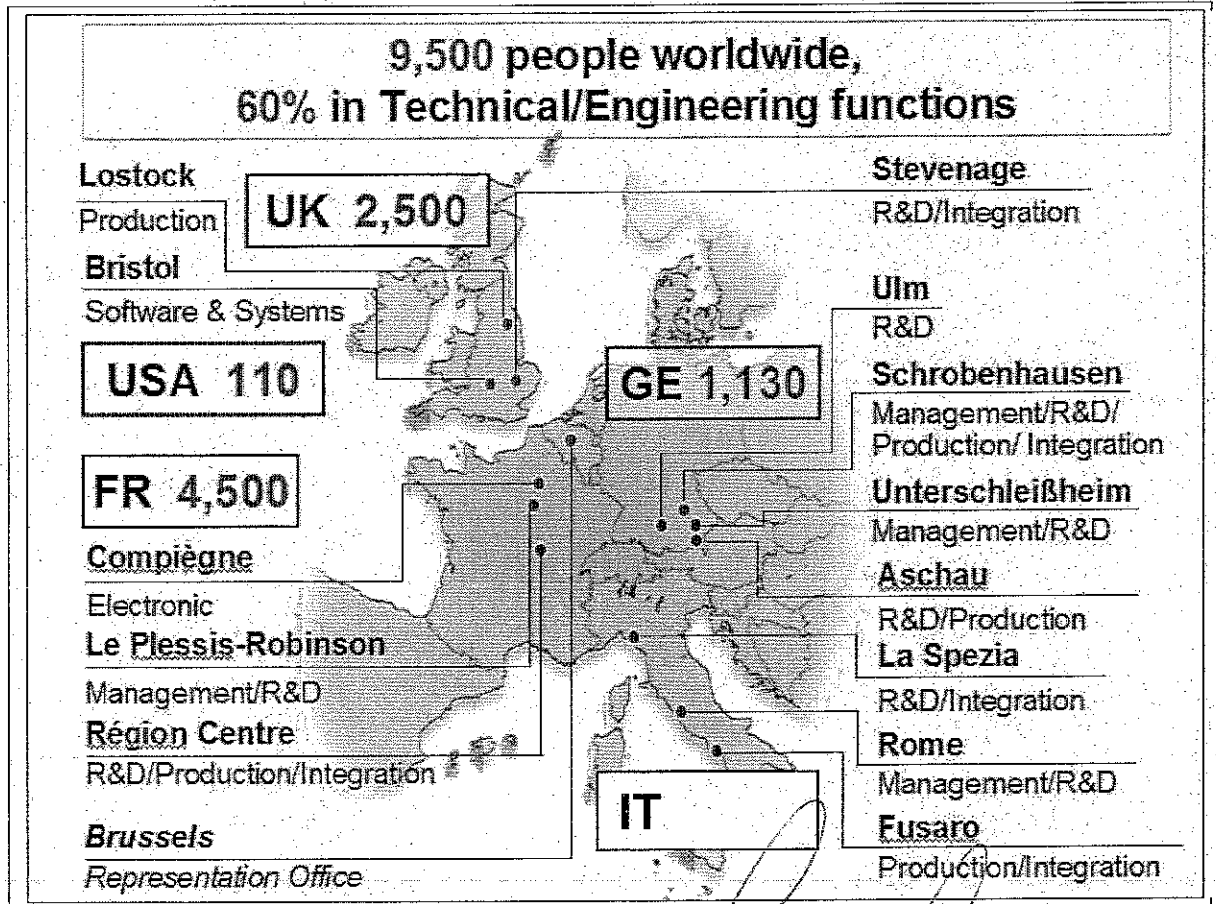 9,500 people worldwide,
60% in Technical/Engineering functions
Lostock
Production
UK 2,500
Bristol
Software & Systems
USA 110
FR 4,500
Compiègne
Electronic
Le Plessis-Robinson
Management/R&D
Région Centre
R&D/Production/Integration
Brussels
Representation Office
Stevenage
R&D/Integration
Ulm
R&D
GE 1,130
Schrobenhausen
Management/R&D/
Production/ Integration
Unterschleißheim
Management/R&D
Aschau
R&D/Production
La Spezia
R&D/Integration
Rome
Management/R&D
IT
Fusaro
Production/Integration